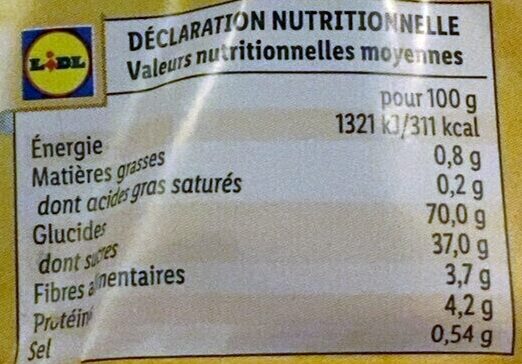 LIDL
DÉCLARATION NUTRITIONNELLE
Valeurs nutritionnelles moyennes
pour 100 g
Énergie 1321 kJ/311 kcal
Matières grasses 0,8 g
dont acides gras saturés 0,2 g
Glucides 70,0 g
dont sucres 37,0 g
Fibres alimentaires 3,7 g
Protéin 4,2 g
Sel 0,54 g